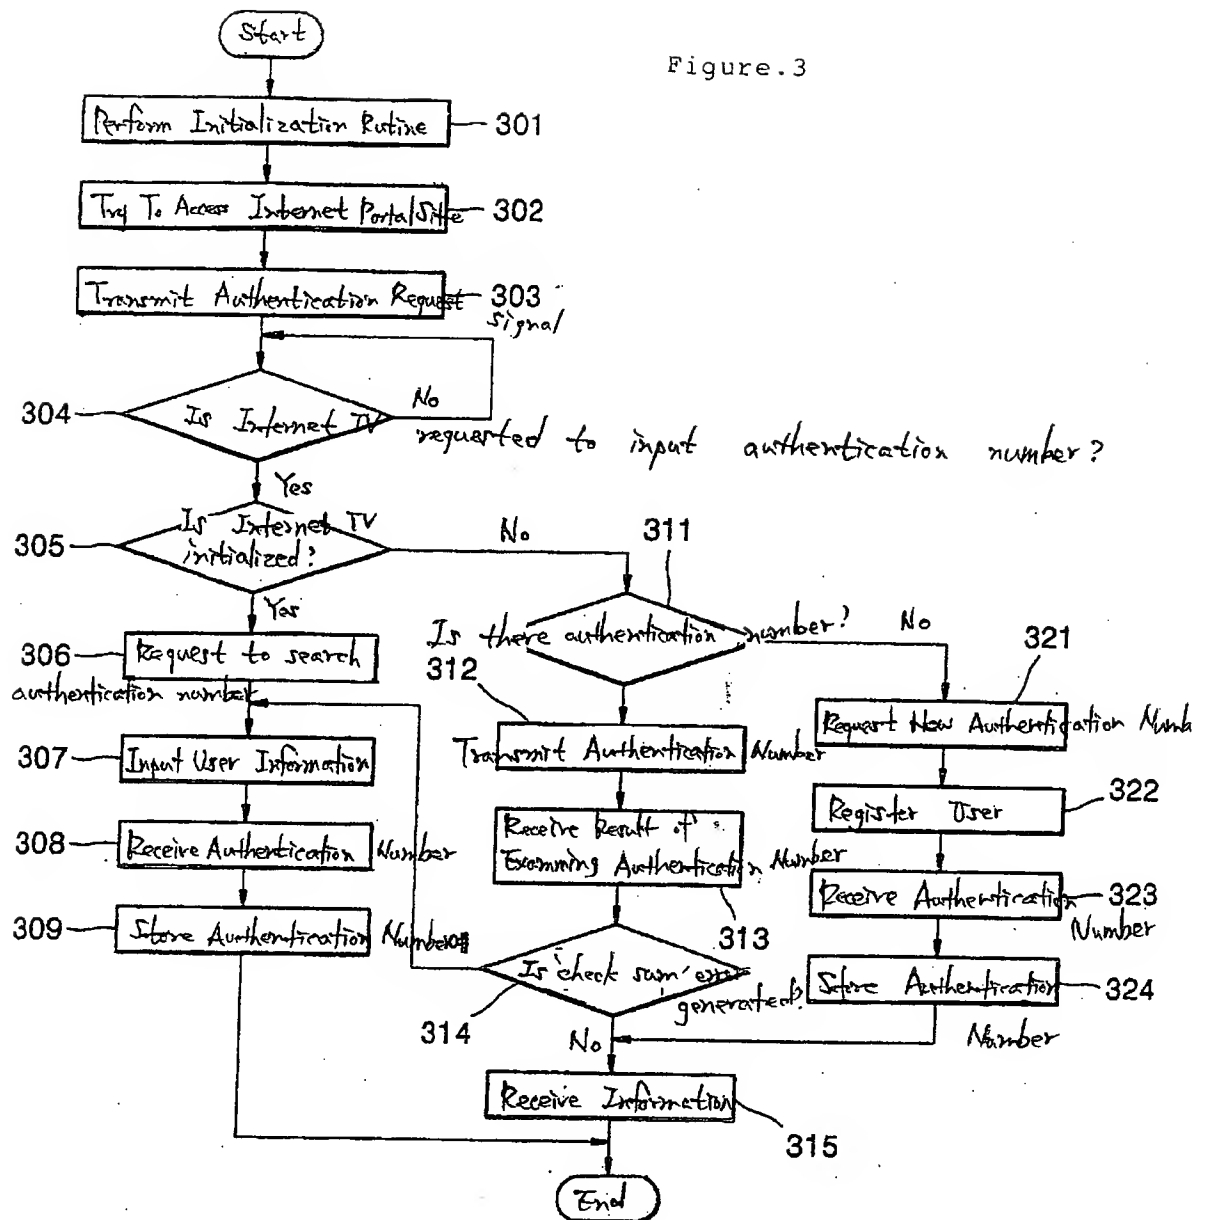 Start
Figure.3
Perform Initialization Rutine
301
Try To Access Internet Portal Sitte
302
Transmit Authentication Request
303
signal
304
Is Internet TV
No
requested to input authentication number?
Yes
305
Is Internet TV
initialized?
No
311
Yes
Is there authentication number?
No
306
Request to search
authentication number
312
321
Request New Authentication Numb
307
Input User Information
Transmit Authentication Number
Register User
322
308
Receive Authentication Number
Receive Result of
Examming Authentication Number
313
Receive Authentication
323
Number
309
Store Authentication Number
Is "check sum" error
generated?
314
Store Authentication
324
Number
No
Receive Information
315
End